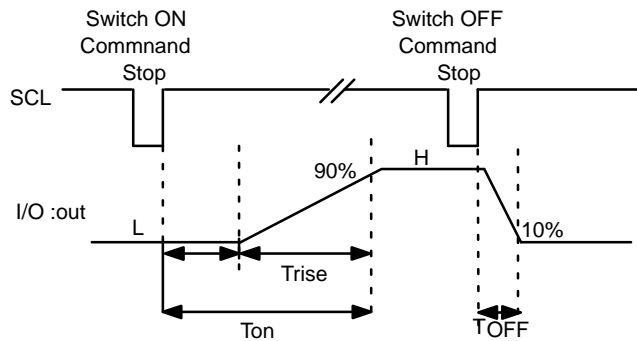 Switch ON
Commnand
Stop
Switch OFF
Command
Stop
SCL
90%
H
I/O :out
L
10%
Trise
Ton
TOFF